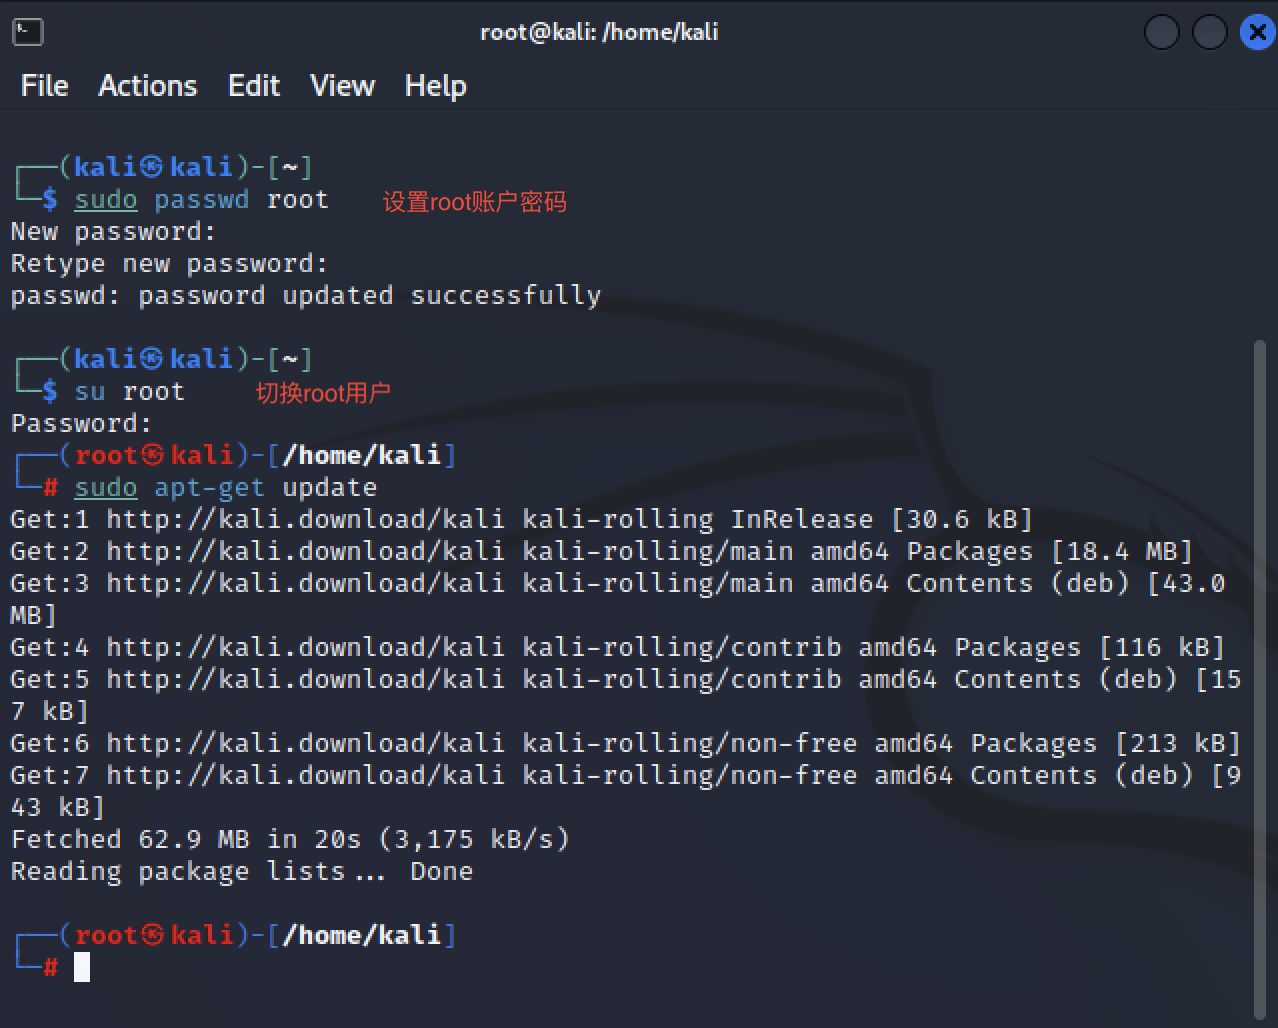 root@kali: /home/kali
File Actions Edit View Help
┌──(kali㉿kali)-[~]
└─$ sudo passwd root 设置root账户密码
New password:
Retype new password:
passwd: password updated successfully
┌──(kali㉿kali)-[~]
└─$ su root 切换root用户
Password:
┌──(root㉿kali)-[/home/kali]
└─# sudo apt-get update
Get:1 http://kali.download/kali kali-rolling InRelease [30.6 kB]
Get:2 http://kali.download/kali kali-rolling/main amd64 Packages [18.4 MB]
Get:3 http://kali.download/kali kali-rolling/main amd64 Contents (deb) [43.0
MB]
Get:4 http://kali.download/kali kali-rolling/contrib amd64 Packages [116 kB]
Get:5 http://kali.download/kali kali-rolling/contrib amd64 Contents (deb) [15
7 kB]
Get:6 http://kali.download/kali kali-rolling/non-free amd64 Packages [213 kB]
Get:7 http://kali.download/kali kali-rolling/non-free amd64 Contents (deb) [9
43 kB]
Fetched 62.9 MB in 20s (3,175 kB/s)
Reading package lists... Done
┌──(root㉿kali)-[/home/kali]
└─#